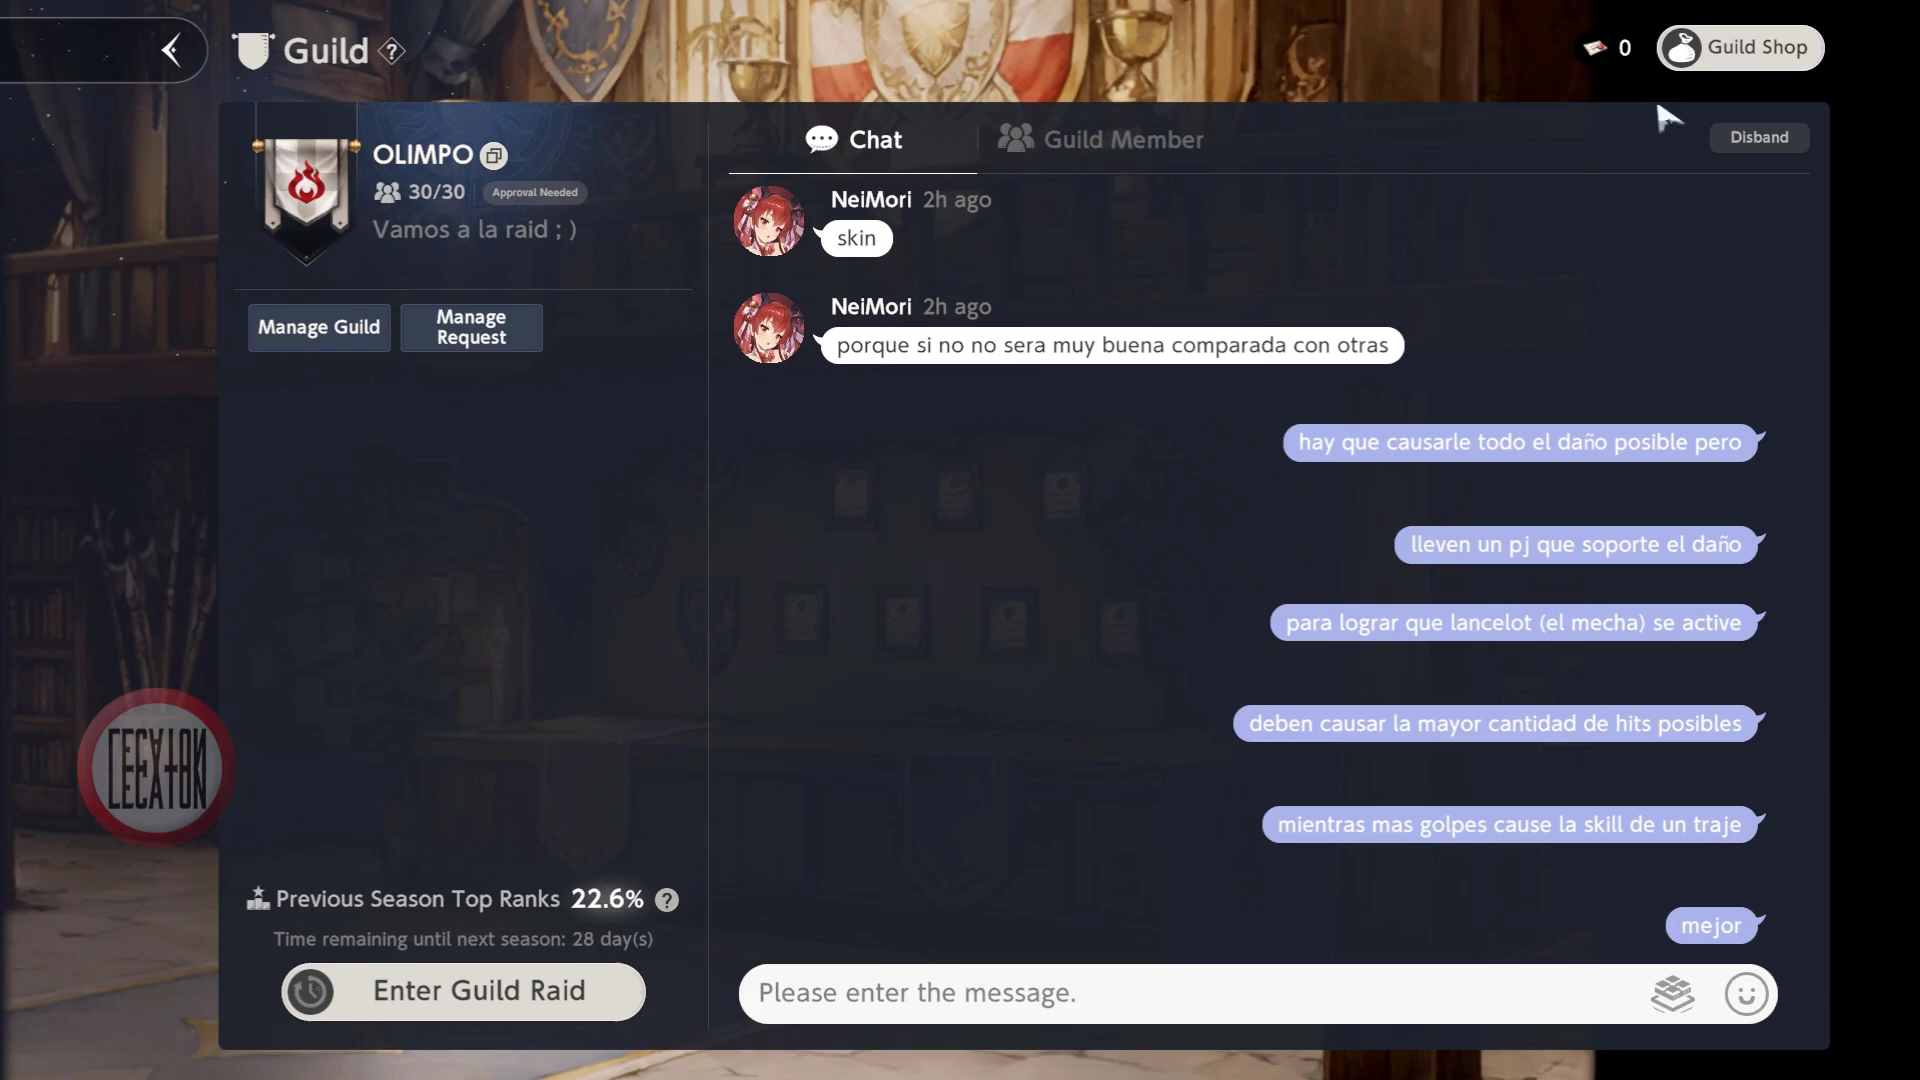 Guild ?
0
Guild Shop
OLIMPO
30/30 Approval Needed
Vamos a la raid ; )
Manage Guild
Manage
Request
Previous Season Top Ranks 22.6% ?
Time remaining until next season: 28 day(s)
Enter Guild Raid
Chat
Guild Member
Disband
NeiMori 2h ago
skin
NeiMori 2h ago
porque si no no sera muy buena comparada con otras
hay que causarle todo el daño posible pero
lleven un pj que soporte el daño
para lograr que lancelot (el mecha) se active
deben causar la mayor cantidad de hits posibles
mientras mas golpes cause la skill de un traje
mejor
Please enter the message.